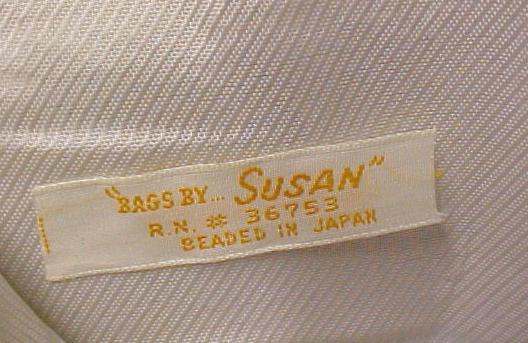 "BAGS BY... SUSAN"
R.N. # 36753
BEADED IN JAPAN